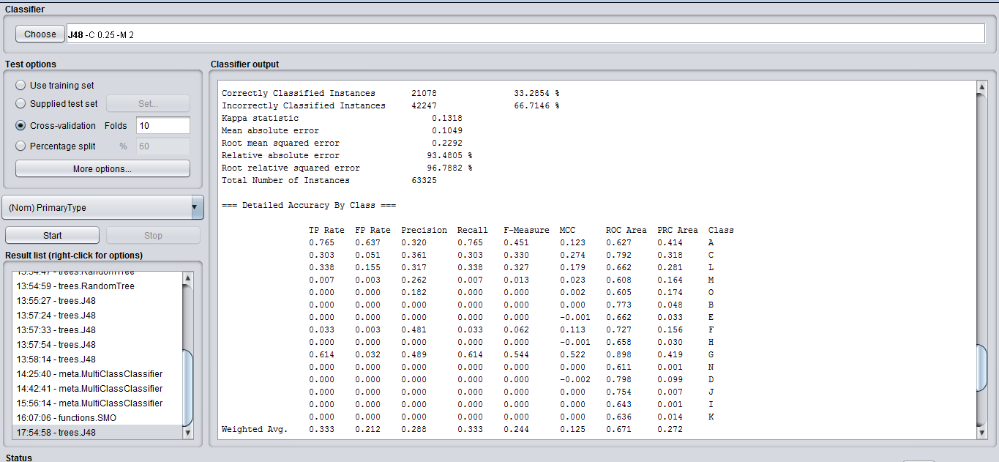 Classifier
Choose J48 -C 0.25 -M 2
Test options
Use training set
Supplied test set Set...
Cross-validation Folds 10
Percentage split % 60
More options...
(Nom) PrimaryType
Start Stop
Result list (right-click for options)
13:54:47 - trees.RandomTree
13:54:59 - trees.RandomTree
13:55:27 - trees.J48
13:57:24 - trees.J48
13:57:33 - trees.J48
13:57:54 - trees.J48
13:58:14 - trees.J48
14:25:40 - meta.MultiClassClassifier
14:42:41 - meta.MultiClassClassifier
15:56:14 - meta.MultiClassClassifier
16:07:06 - functions.SMO
17:54:58 - trees.J48
Classifier output
Correctly Classified Instances 21078 33.2854 %
Incorrectly Classified Instances 42247 66.7146 %
Kappa statistic 0.1318
Mean absolute error 0.1049
Root mean squared error 0.2292
Relative absolute error 93.4805 %
Root relative squared error 96.7882 %
Total Number of Instances 63325
=== Detailed Accuracy By Class ===
TP Rate FP Rate Precision Recall F-Measure MCC ROC Area PRC Area Class
0.765 0.637 0.320 0.765 0.451 0.123 0.627 0.414 A
0.303 0.051 0.361 0.303 0.330 0.274 0.792 0.318 C
0.338 0.155 0.317 0.338 0.327 0.179 0.662 0.281 L
0.007 0.003 0.262 0.007 0.013 0.023 0.608 0.164 M
0.000 0.000 0.182 0.000 0.000 0.002 0.605 0.174 O
0.000 0.000 0.000 0.000 0.000 0.000 0.773 0.048 B
0.000 0.000 0.000 0.000 0.000 -0.001 0.662 0.033 E
0.033 0.003 0.481 0.033 0.062 0.113 0.727 0.156 F
0.000 0.000 0.000 0.000 0.000 -0.001 0.658 0.030 H
0.614 0.032 0.489 0.614 0.544 0.522 0.898 0.419 G
0.000 0.000 0.000 0.000 0.000 0.000 0.611 0.001 N
0.000 0.000 0.000 0.000 0.000 -0.002 0.798 0.099 D
0.000 0.000 0.000 0.000 0.000 0.000 0.754 0.007 J
0.000 0.000 0.000 0.000 0.000 0.000 0.643 0.001 I
0.000 0.000 0.000 0.000 0.000 0.000 0.636 0.014 K
Weighted Avg. 0.333 0.212 0.288 0.333 0.244 0.125 0.671 0.272
Status